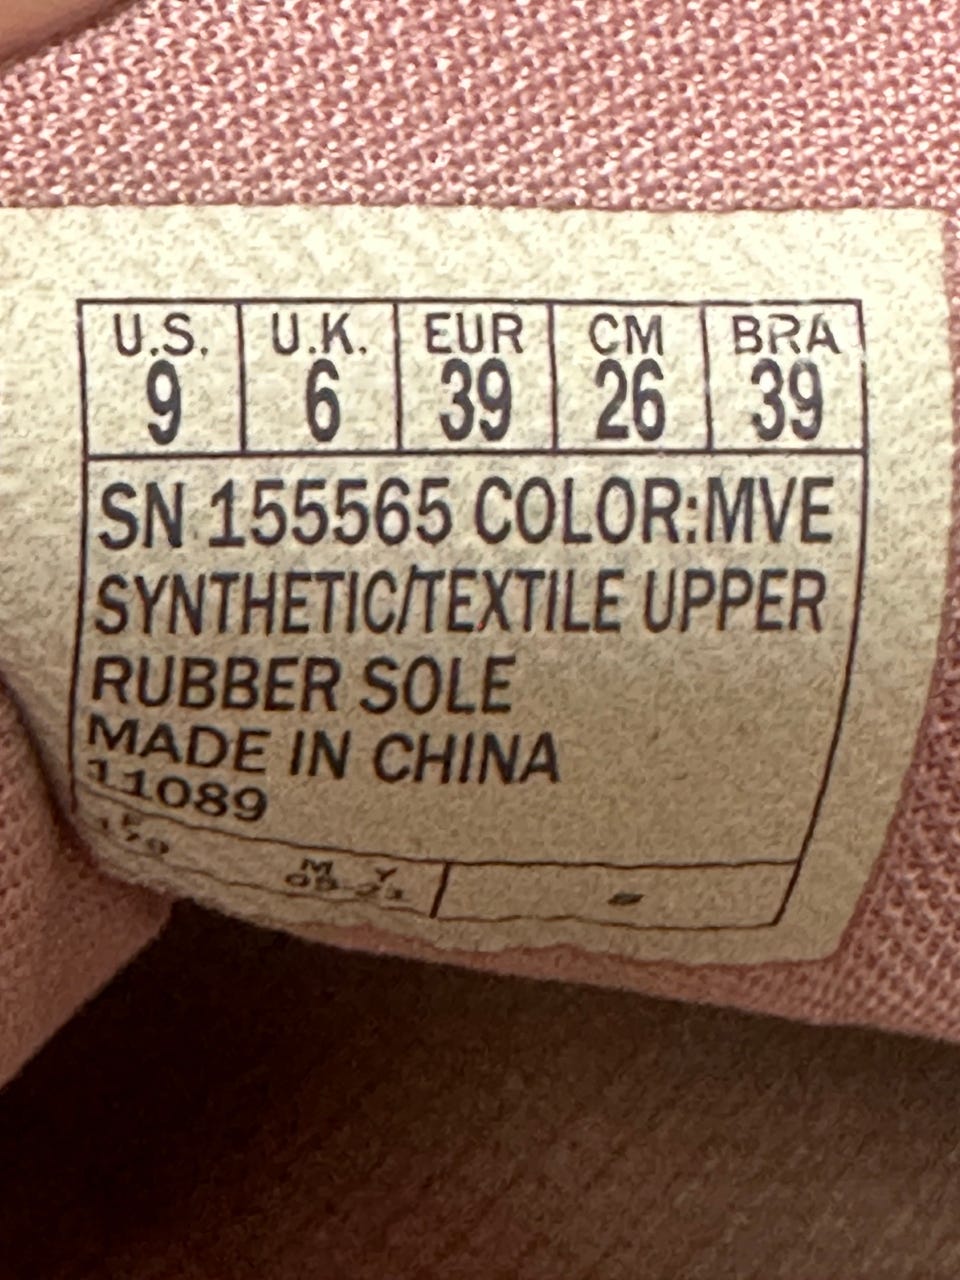 U.S. U.K. EUR CM BRA
9 6 39 26 39
SN 155565 COLOR:MVE
SYNTHETIC/TEXTILE UPPER
RUBBER SOLE
MADE IN CHINA
11089
M Y